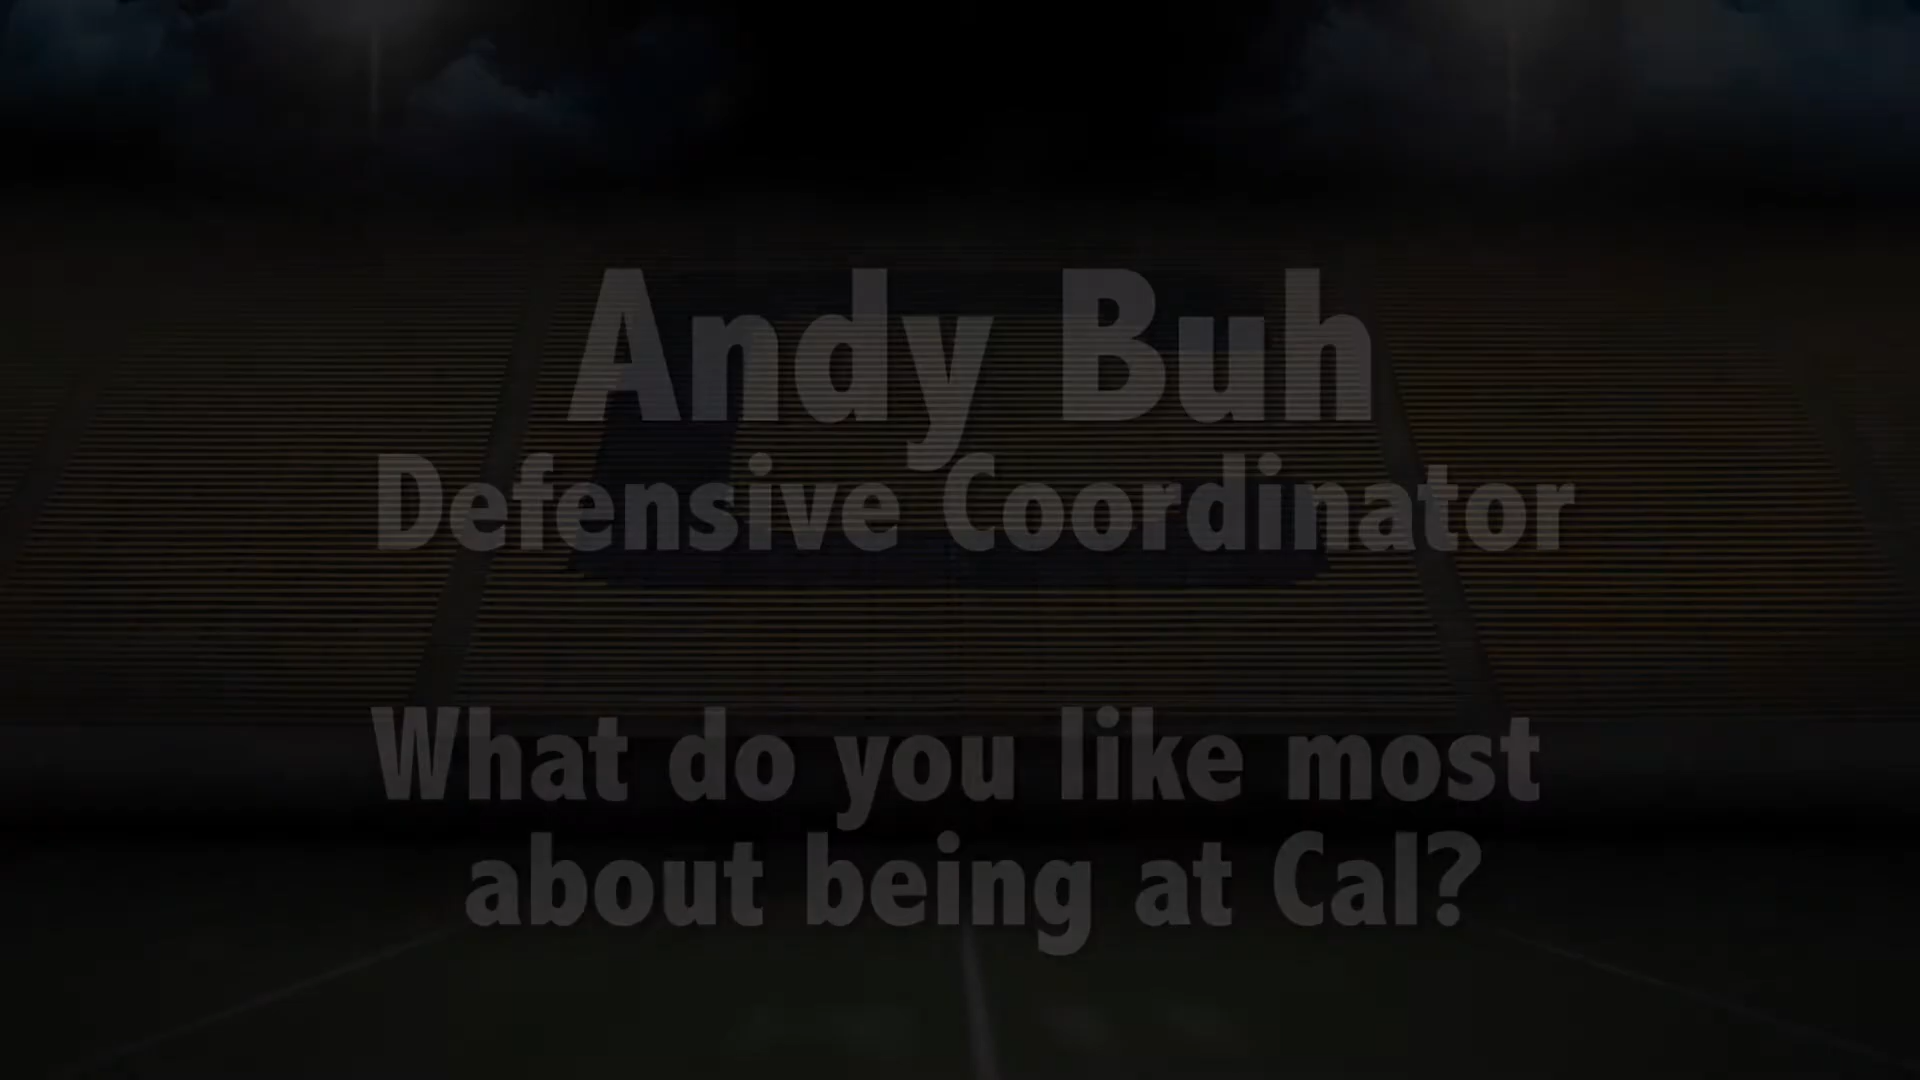 Andy Buh
Defensive Coordinator
What do you like most
about being at Cal?